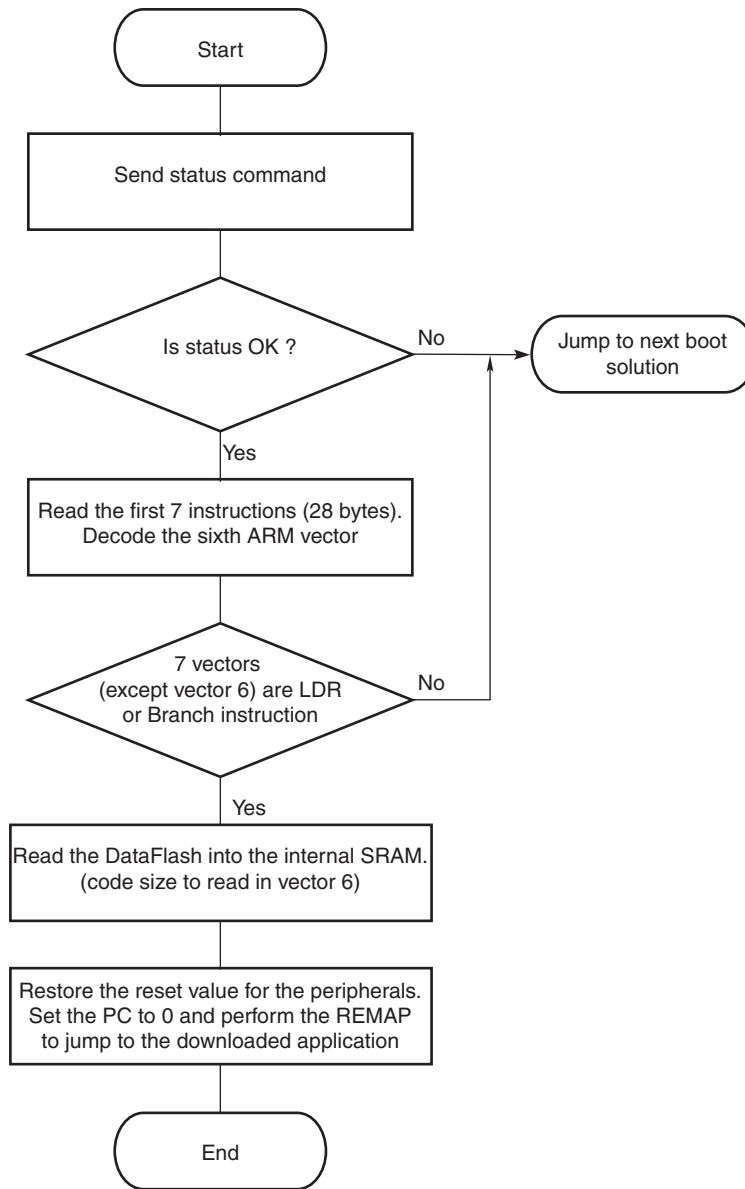 Start
Send status command
Is status OK ?
No
Jump to next boot
solution
Yes
Read the first 7 instructions (28 bytes).
Decode the sixth ARM vector
7 vectors
(except vector 6) are LDR
or Branch instruction
No
Yes
Read the DataFlash into the internal SRAM.
(code size to read in vector 6)
Restore the reset value for the peripherals.
Set the PC to 0 and perform the REMAP
to jump to the downloaded application
End